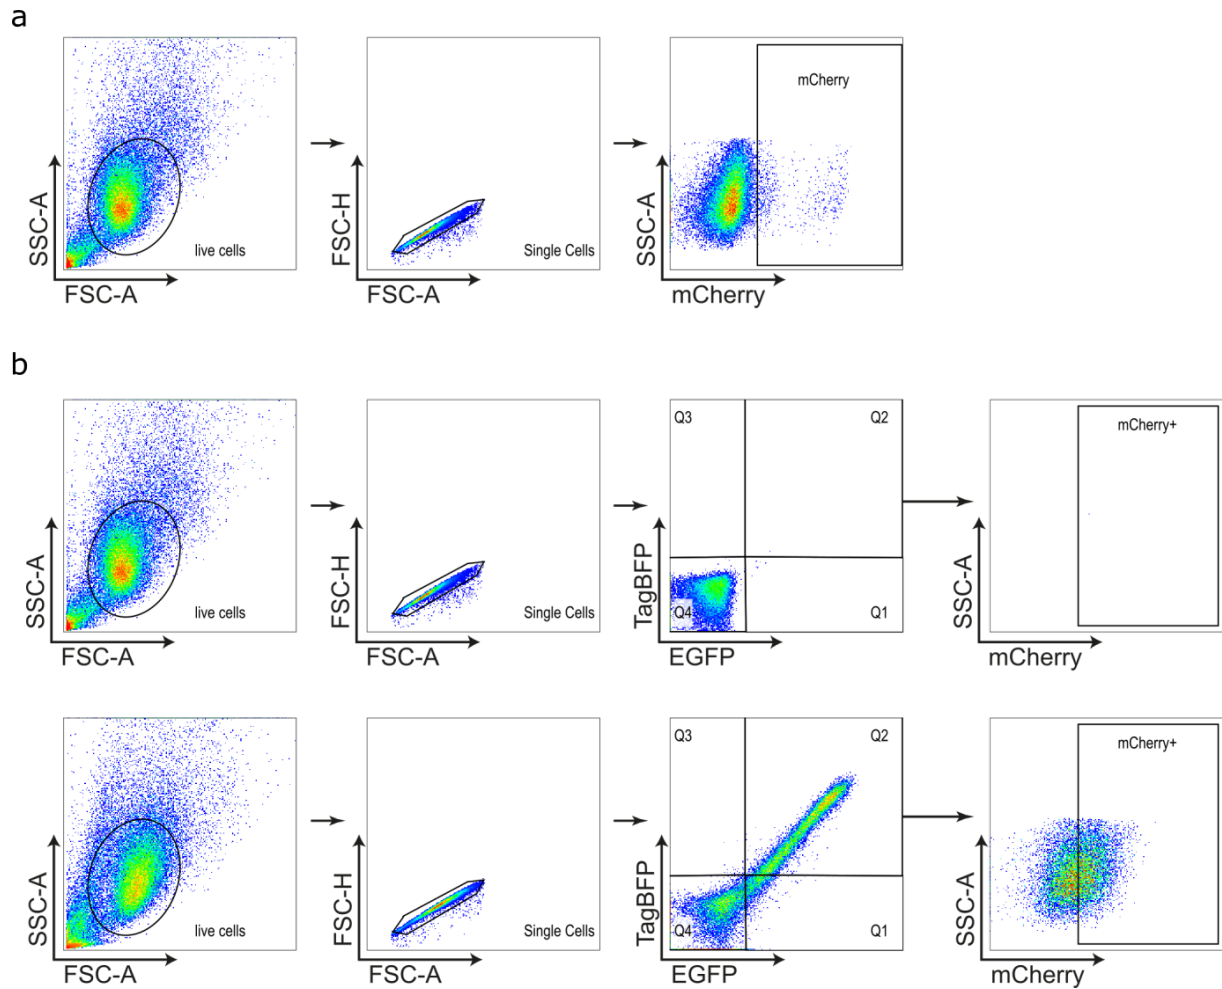 a
SSC-A
live cells
FSC-A
FSC-H
Single Cells
FSC-A
SSC-A
mCherry
mCherry
b
SSC-A
live cells
FSC-A
FSC-H
Single Cells
FSC-A
TagBFP
Q3
Q2
Q4
Q1
EGFP
SSC-A
mCherry+
mCherry
SSC-A
live cells
FSC-A
FSC-H
Single Cells
FSC-A
TagBFP
Q3
Q2
Q4
Q1
EGFP
SSC-A
mCherry+
mCherry